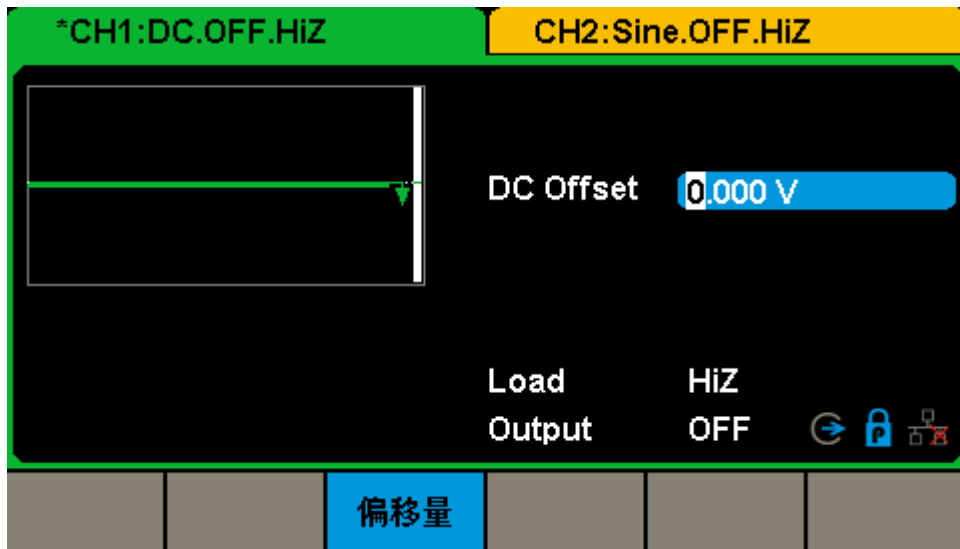 *CH1:DC.OFF.HiZ
CH2:Sine.OFF.HiZ
DC Offset 0.000 V
Load HiZ
Output OFF
P
偏移量